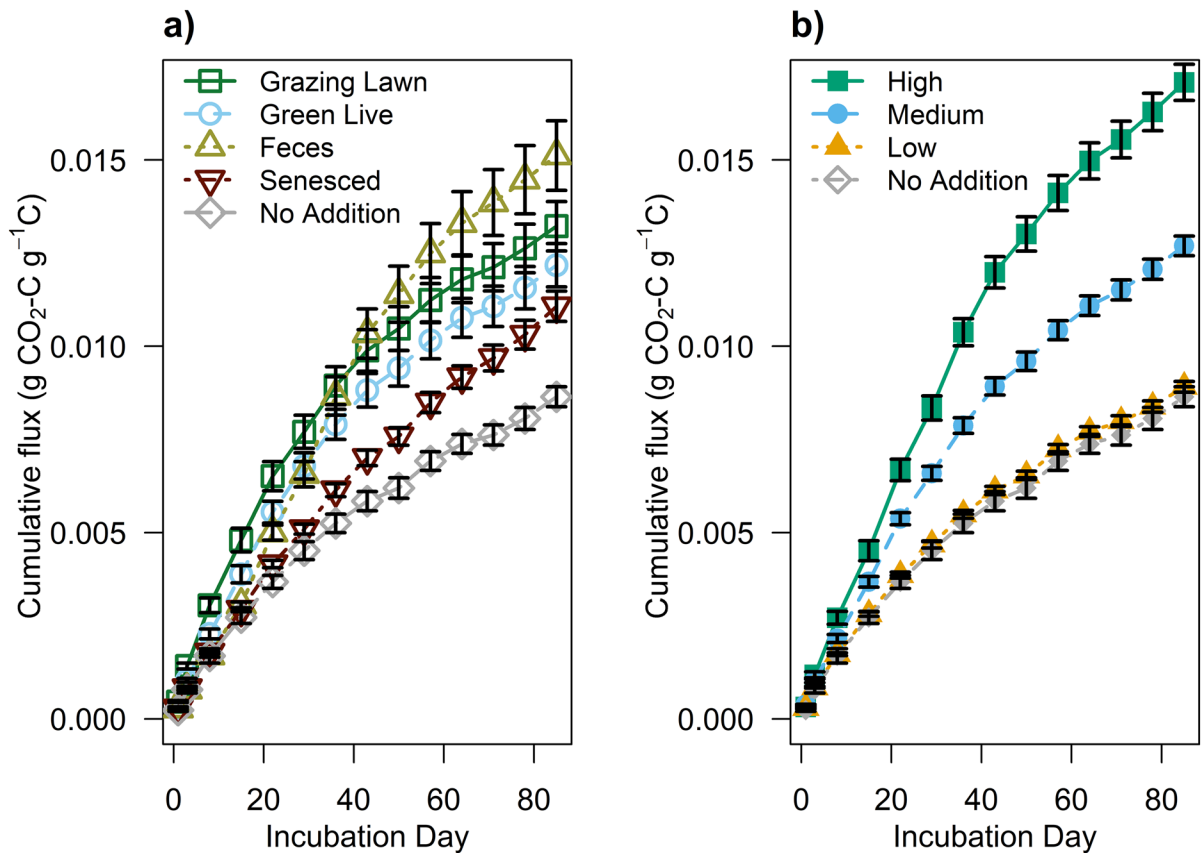 a)
Grazing Lawn
Green Live
Feces
Senesced
No Addition
0.015
0.010
0.005
0.000
Cumulative flux (g CO₂-C g⁻¹C)
0 20 40 60 80
Incubation Day
b)
High
Medium
Low
No Addition
0.015
0.010
0.005
0.000
Cumulative flux (g CO₂-C g⁻¹C)
0 20 40 60 80
Incubation Day